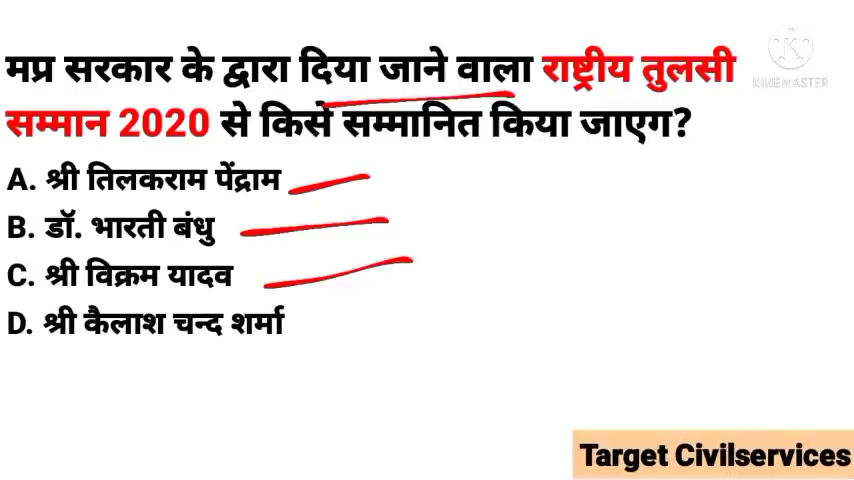 मप्र सरकार के द्वारा दिया जाने वाला राष्ट्रीय तुलसी
सम्मान 2020 से किसे सम्मानित किया जाएग?
A. श्री तिलकराम पेंद्राम
B. डॉ. भारती बंधु
C. श्री विक्रम यादव
D. श्री कैलाश चन्द शर्मा
KINEMASTER
Target Civilservices